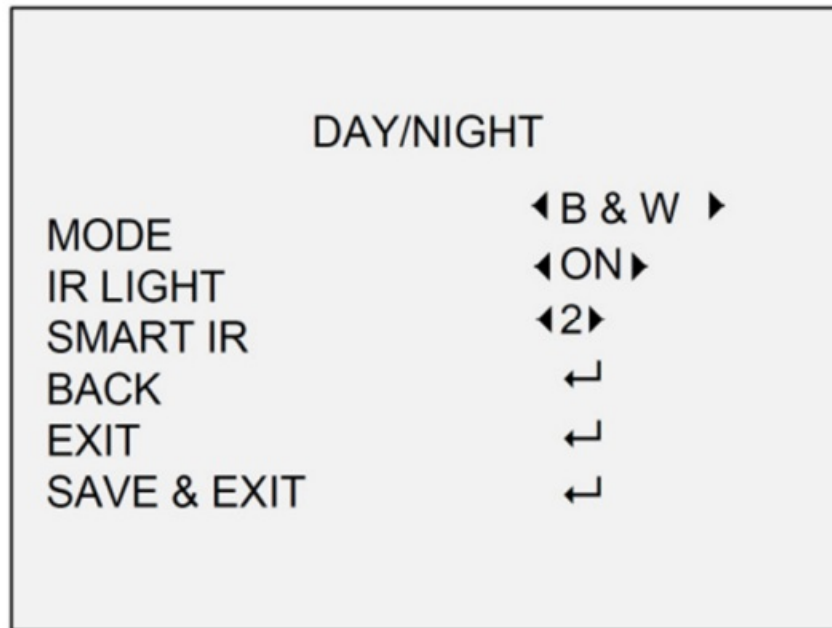 DAY/NIGHT
MODE ◀ B & W ▶
IR LIGHT ◀ ON ▶
SMART IR ◀ 2 ▶
BACK ↵
EXIT ↵
SAVE & EXIT ↵